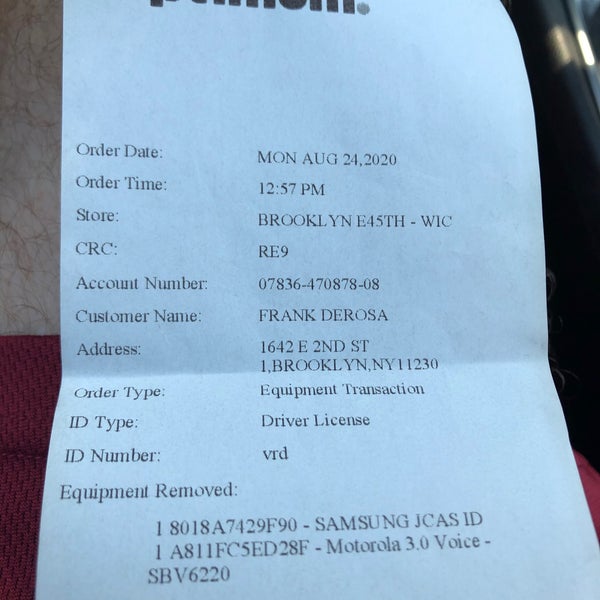 optimum.
Order Date: MON AUG 24,2020
Order Time: 12:57 PM
Store: BROOKLYN E45TH - WIC
CRC: RE9
Account Number: 07836-470878-08
Customer Name: FRANK DEROSA
Address: 1642 E 2ND ST
1,BROOKLYN,NY11230
Order Type: Equipment Transaction
ID Type: Driver License
ID Number: vrd
Equipment Removed:
1 8018A7429F90 - SAMSUNG JCAS ID
1 A811FC5ED28F - Motorola 3.0 Voice -
SBV6220